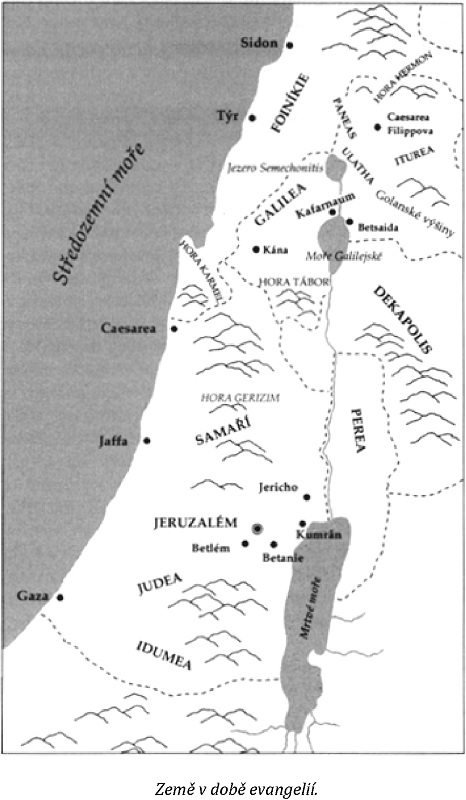 Sidon
HORA HERMON
FOINÍKIE
Týr
PANEAS
Caesarea
Filippova
ITUREA
ULATHA
Jezero Semechonitis
Středozemní moře
GALILEA
Kafarnaum
Golanské výšiny
Betsaida
Kána
Moře Galilejské
HORA KARMEL
HORA TÁBOR
DEKAPOLIS
Caesarea
HORA GERIZIM
SAMAŘÍ
PEREA
Jaffa
Jericho
JERUZALÉM
Kumrân
Betlém
Betanie
JUDEA
Gaza
Mrtvé moře
IDUMEA
Země v době evangelií.